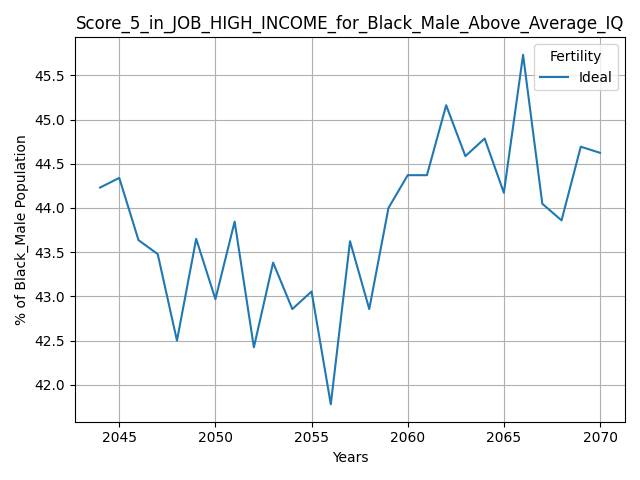 Score_5_in_JOB_HIGH_INCOME_for_Black_Male_Above_Average_IQ
Fertility
Ideal
45.5
45.0
44.5
44.0
43.5
43.0
42.5
42.0
% of Black_Male Population
2045 2050 2055 2060 2065 2070
Years